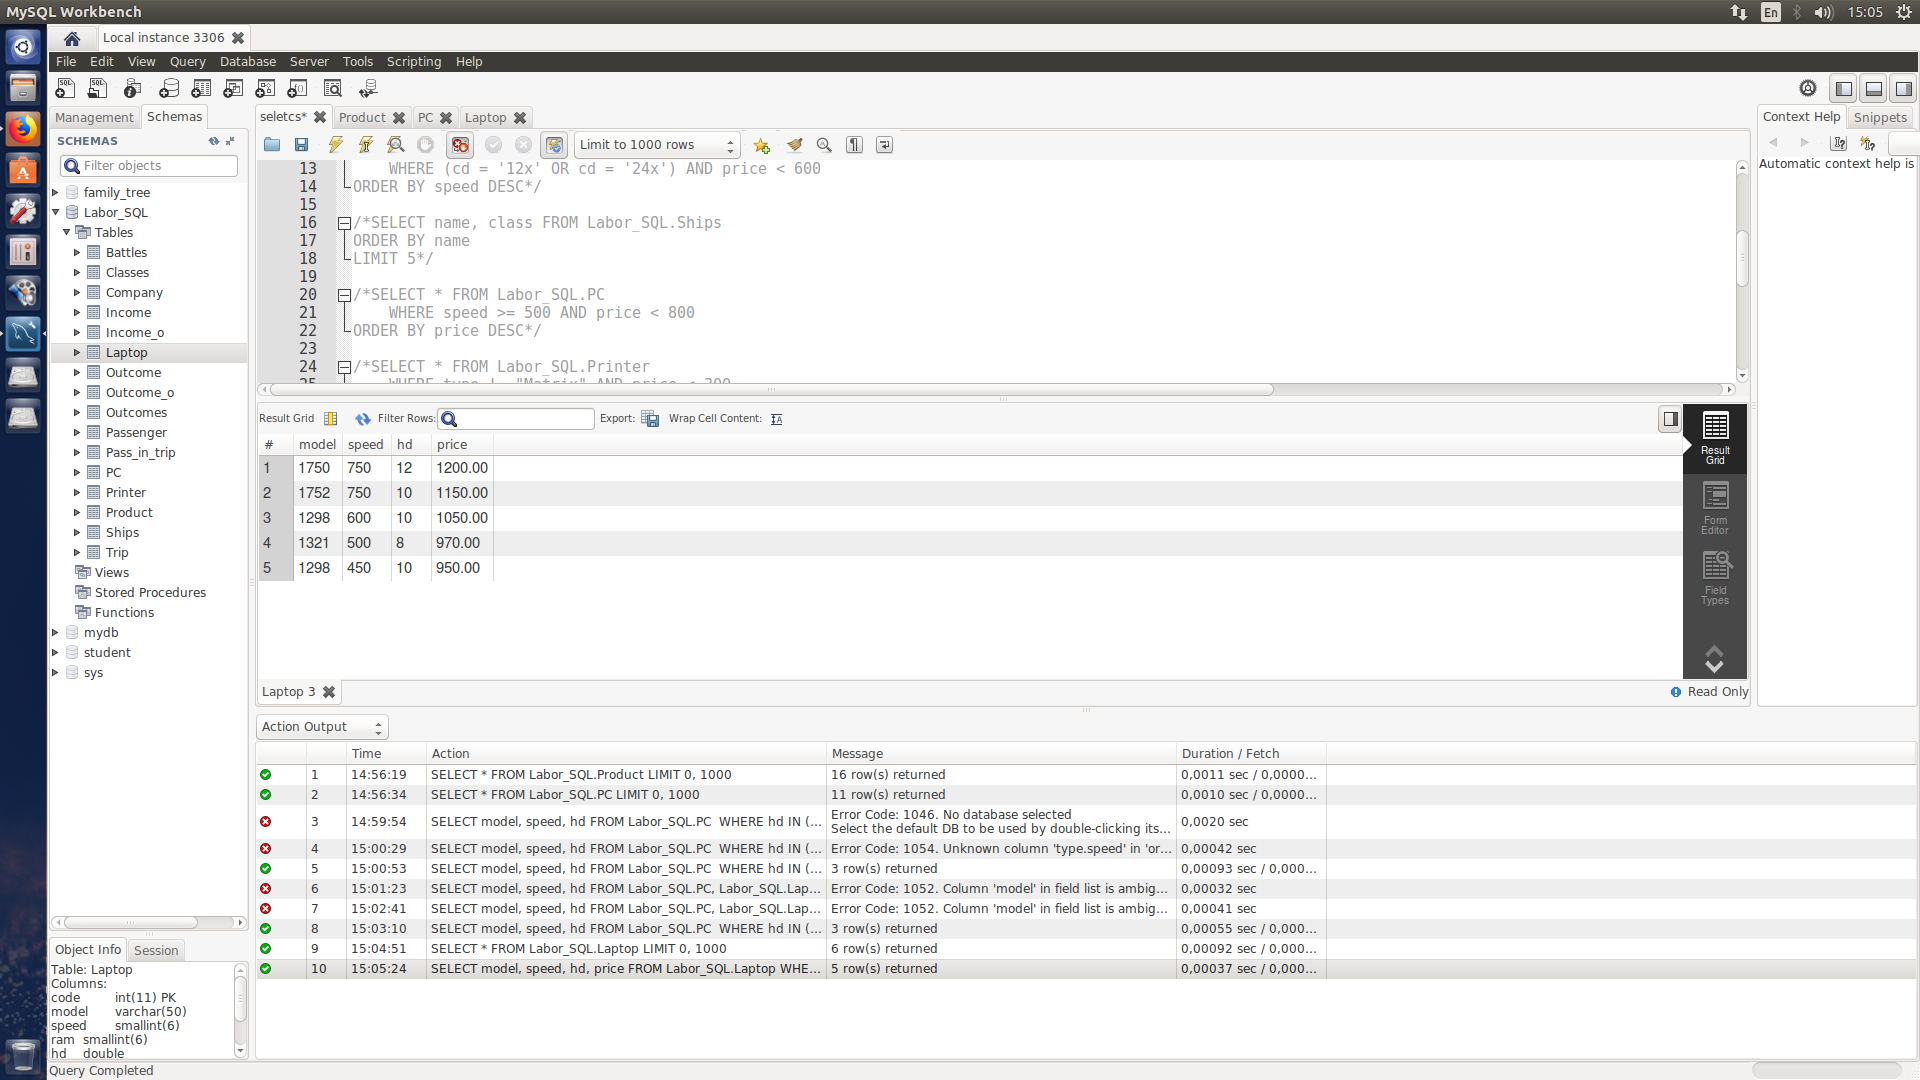 MySQL Workbench
En
15:05
Local instance 3306
File Edit View Query Database Server Tools Scripting Help
Management Schemas
SCHEMAS
Filter objects
family_tree
Labor_SQL
Tables
Battles
Classes
Company
Income
Income_o
Laptop
Outcome
Outcome_o
Outcomes
Passenger
Pass_in_trip
PC
Printer
Product
Ships
Trip
Views
Stored Procedures
Functions
mydb
student
sys
Object Info Session
Table: Laptop
Columns:
code int(11) PK
model varchar(50)
speed smallint(6)
ram smallint(6)
hd double
Query Completed
seletcs* Product PC Laptop
Limit to 1000 rows
13 WHERE (cd = '12x' OR cd = '24x') AND price < 600
14 ORDER BY speed DESC*/
15
16 /*SELECT name, class FROM Labor_SQL.Ships
17 ORDER BY name
18 LIMIT 5*/
19
20 /*SELECT * FROM Labor_SQL.PC
21 WHERE speed >= 500 AND price < 800
22 ORDER BY price DESC*/
23
24 /*SELECT * FROM Labor_SQL.Printer
Result Grid Filter Rows: Export: Wrap Cell Content:
# model speed hd price
1 1750 750 12 1200.00
2 1752 750 10 1150.00
3 1298 600 10 1050.00
4 1321 500 8 970.00
5 1298 450 10 950.00
Result
Grid
Form
Editor
Field
Types
Laptop 3
Read Only
Context Help Snippets
Automatic context help is
Action Output
Time Action Message Duration / Fetch
1 14:56:19 SELECT * FROM Labor_SQL.Product LIMIT 0, 1000 16 row(s) returned 0,0011 sec / 0,0000...
2 14:56:34 SELECT * FROM Labor_SQL.PC LIMIT 0, 1000 11 row(s) returned 0,0010 sec / 0,0000...
3 14:59:54 SELECT model, speed, hd FROM Labor_SQL.PC WHERE hd IN (... Error Code: 1046. No database selected
Select the default DB to be used by double-clicking its... 0,0020 sec
4 15:00:29 SELECT model, speed, hd FROM Labor_SQL.PC WHERE hd IN (... Error Code: 1054. Unknown column 'type.speed' in 'or... 0,00042 sec
5 15:00:53 SELECT model, speed, hd FROM Labor_SQL.PC WHERE hd IN (... 3 row(s) returned 0,00093 sec / 0,000...
6 15:01:23 SELECT model, speed, hd FROM Labor_SQL.PC, Labor_SQL.Lap... Error Code: 1052. Column 'model' in field list is ambig... 0,00032 sec
7 15:02:41 SELECT model, speed, hd FROM Labor_SQL.PC, Labor_SQL.Lap... Error Code: 1052. Column 'model' in field list is ambig... 0,00041 sec
8 15:03:10 SELECT model, speed, hd FROM Labor_SQL.PC WHERE hd IN (... 3 row(s) returned 0,00055 sec / 0,000...
9 15:04:51 SELECT * FROM Labor_SQL.Laptop LIMIT 0, 1000 6 row(s) returned 0,00092 sec / 0,000...
10 15:05:24 SELECT model, speed, hd, price FROM Labor_SQL.Laptop WHE... 5 row(s) returned 0,00037 sec / 0,000...